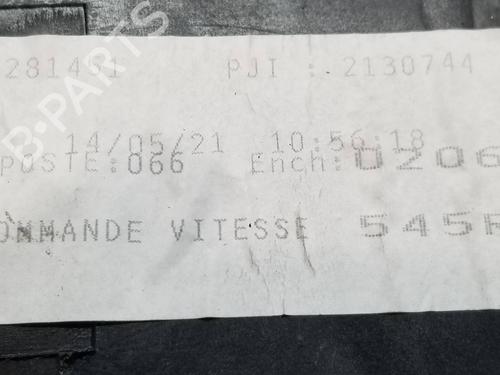 281481 PJI : 2130744
14/05/21 10:56:18
POSTE:066 Ench:0206
OMMANDE VITESSE 545R
B-PARTS